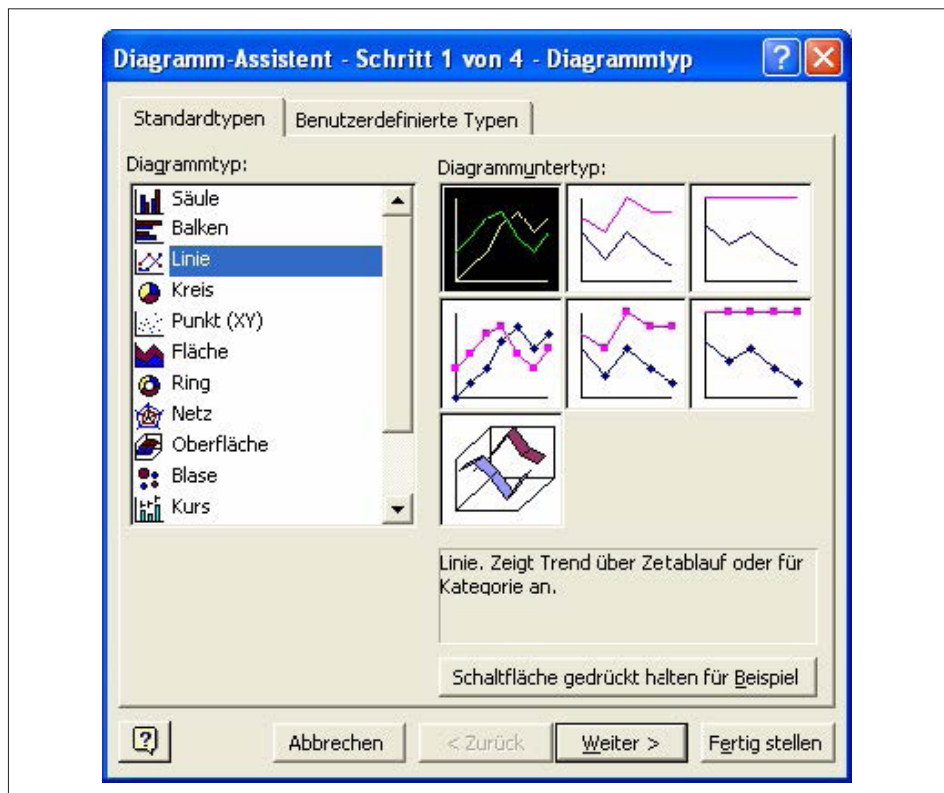 Diagramm-Assistent - Schritt 1 von 4 - Diagrammtyp
Standardtypen
Benutzerdefinierte Typen
Diagrammtyp:
Säule
Balken
Linie
Kreis
Punkt (XY)
Fläche
Ring
Netz
Oberfläche
Blase
Kurs
Diagrammuntertyp:
Linie. Zeigt Trend über Zetablauf oder für
Kategorie an.
Schaltfläche gedrückt halten für Beispiel
Abbrechen
< Zurück
Weiter >
Fertig stellen